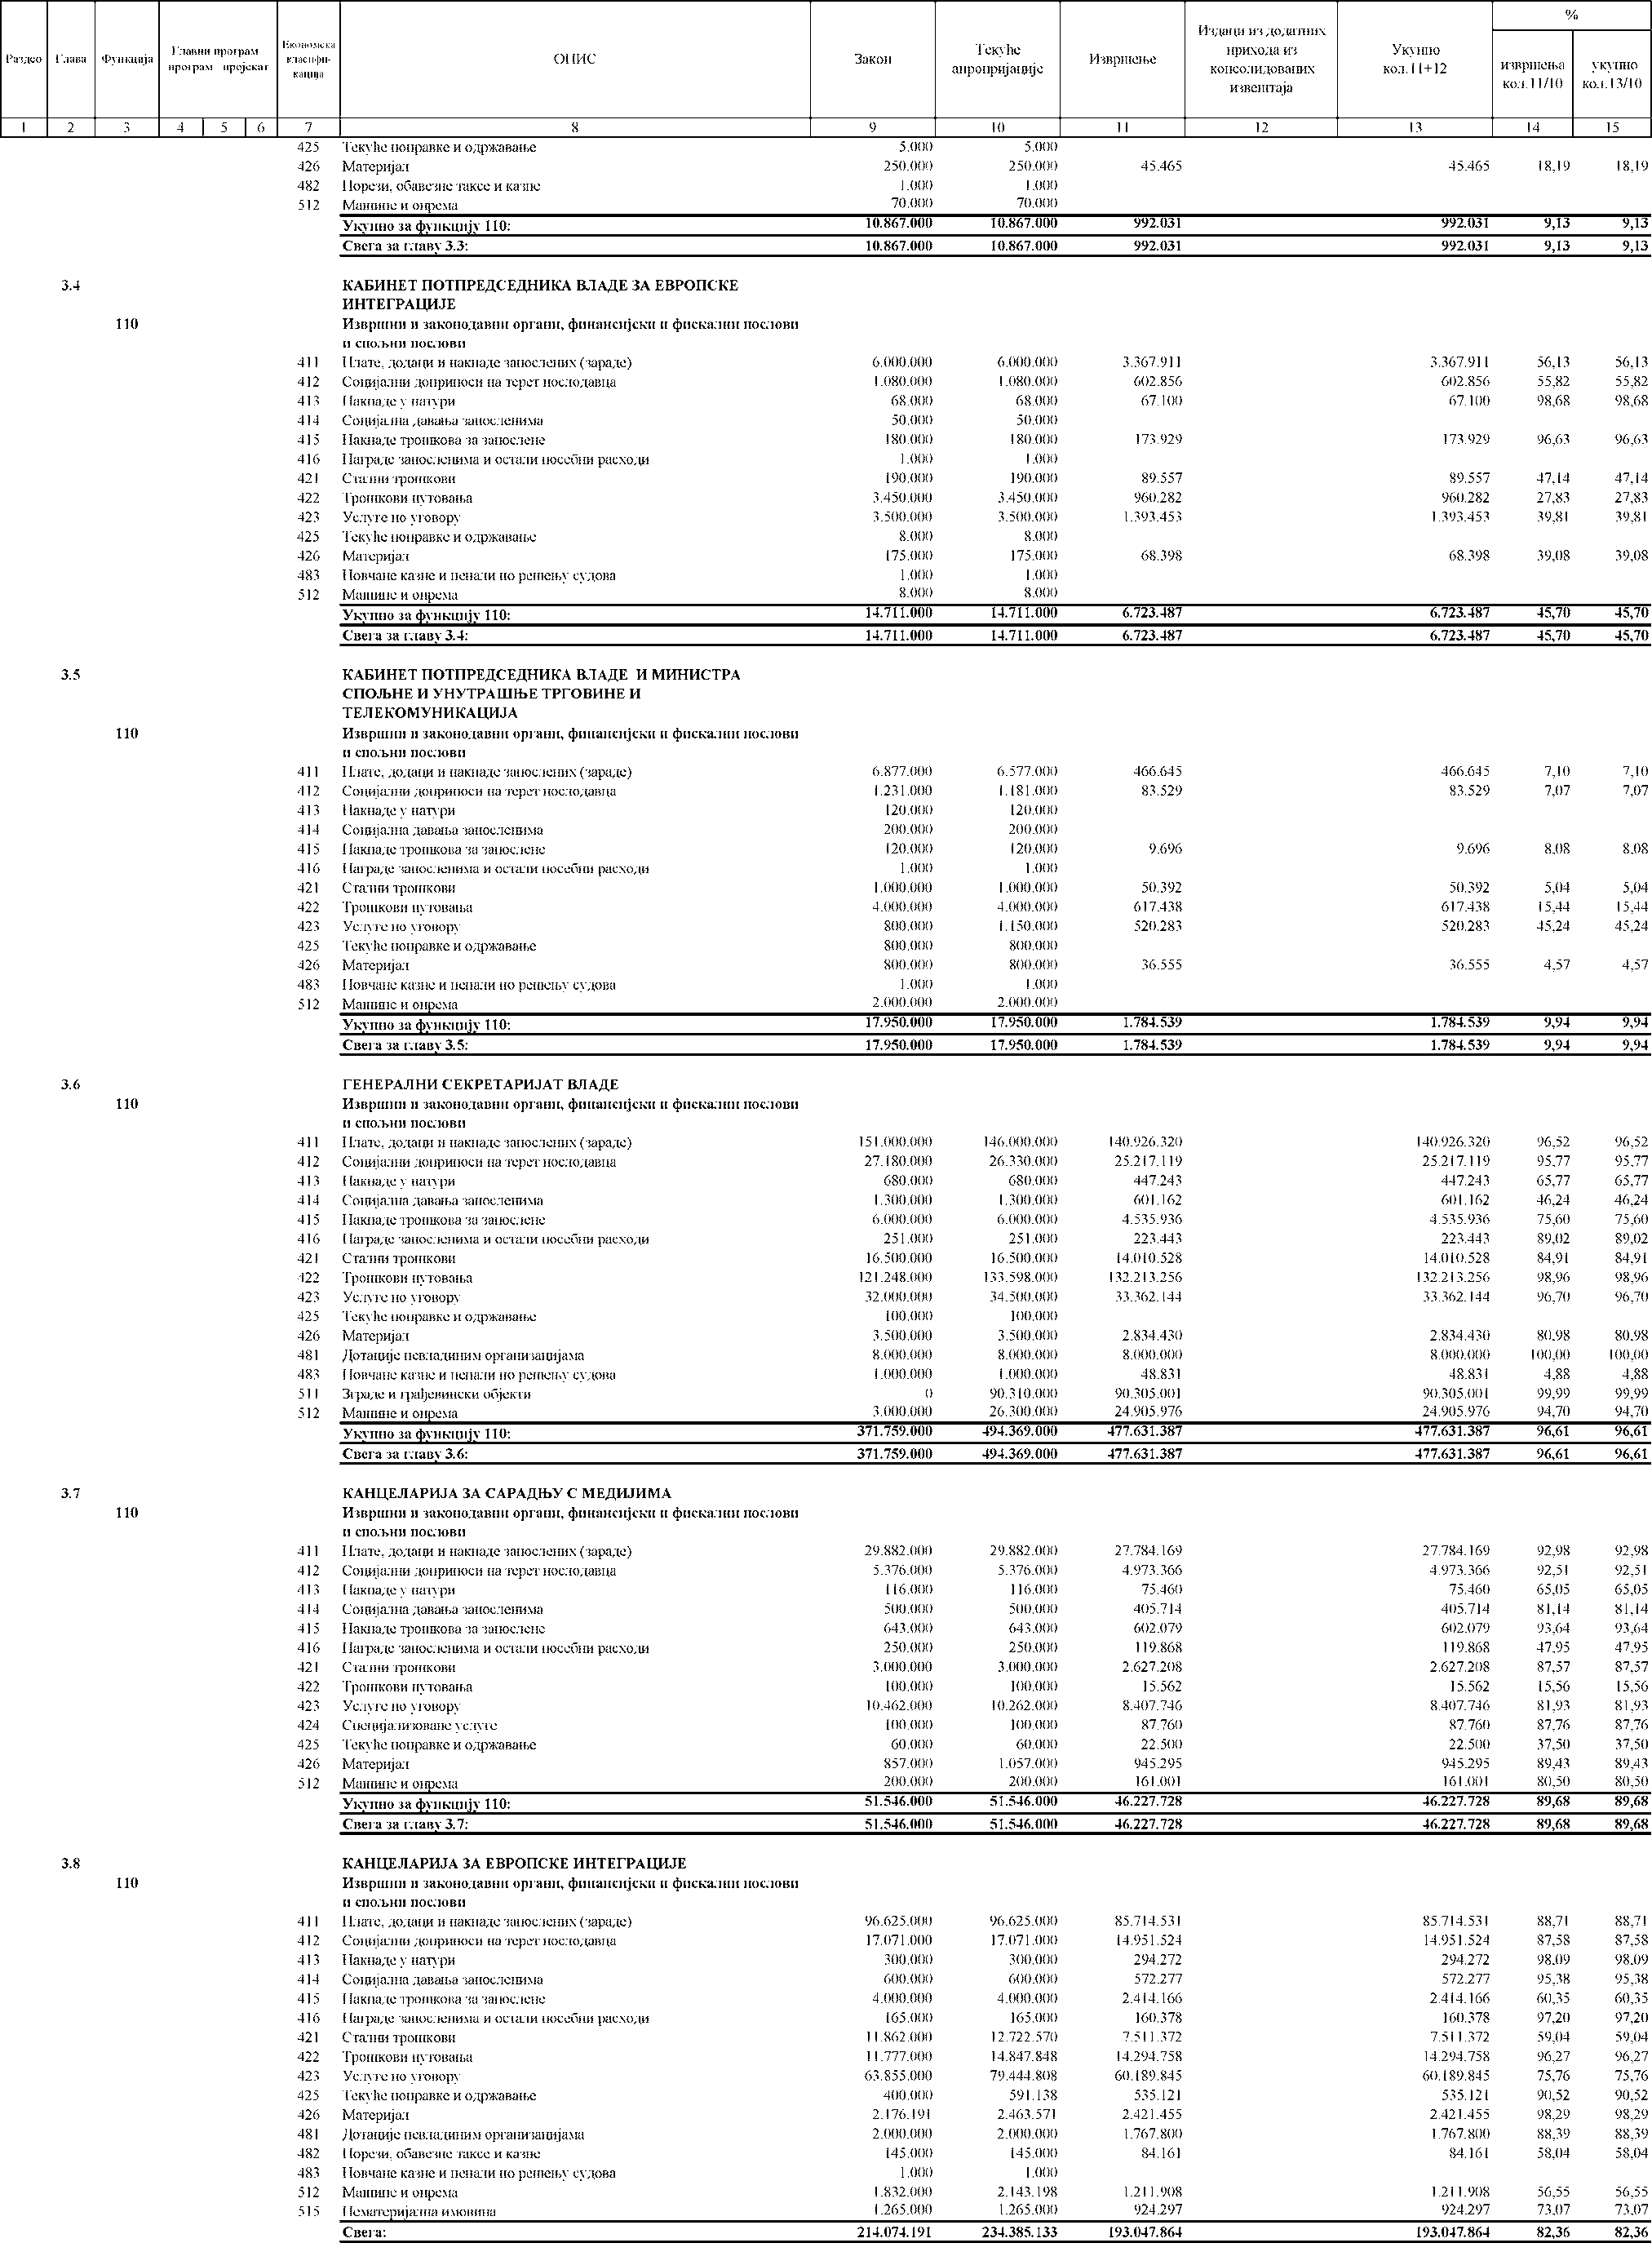 Раздео Глава Функција Главни програм програм пројекат Економска класифи-кација ОПИС Закон Текуће апропријације Извршење Издаци из додатних прихода из консолидованих извештаја Укупно кол.11+12 % извршења кол.11/10 укупно кол.13/10
1 2 3 4 5 6 7 8 9 10 11 12 13 14 15
425 Текуће поправке и одржавање 5.000 5.000
426 Материјал 250.000 250.000 45.465 45.465 18,19 18,19
482 Порези, обавезне таксе и казне 1.000 1.000
512 Машине и опрема 70.000 70.000
Укупно за функцију 110: 10.867.000 10.867.000 992.031 992.031 9,13 9,13
Свега за главу 3.3: 10.867.000 10.867.000 992.031 992.031 9,13 9,13
3.4 КАБИНЕТ ПОТПРЕДСЕДНИКА ВЛАДЕ ЗА ЕВРОПСКЕ
ИНТЕГРАЦИЈЕ
110 Извршни и законодавни органи, финансијски и фискални послови
и спољни послови
411 Плате, додаци и накнаде запослених (зараде) 6.000.000 6.000.000 3.367.911 3.367.911 56,13 56,13
412 Социјални доприноси на терет послодавца 1.080.000 1.080.000 602.856 602.856 55,82 55,82
413 Накнаде у натури 68.000 68.000 67.100 67.100 98,68 98,68
414 Социјална давања запосленима 50.000 50.000
415 Накнаде трошкова за запослене 180.000 180.000 173.929 173.929 96,63 96,63
416 Награде запосленима и остали посебни расходи 1.000 1.000
421 Стални трошкови 190.000 190.000 89.557 89.557 47,14 47,14
422 Трошкови путовања 3.450.000 3.450.000 960.282 960.282 27,83 27,83
423 Услуге по уговору 3.500.000 3.500.000 1.393.453 1.393.453 39,81 39,81
425 Текуће поправке и одржавање 8.000 8.000
426 Материјал 175.000 175.000 68.398 68.398 39,08 39,08
483 Новчане казне и пенали по решењу судова 1.000 1.000
512 Машине и опрема 8.000 8.000
Укупно за функцију 110: 14.711.000 14.711.000 6.723.487 6.723.487 45,70 45,70
Свега за главу 3.4: 14.711.000 14.711.000 6.723.487 6.723.487 45,70 45,70
3.5 КАБИНЕТ ПОТПРЕДСЕДНИКА ВЛАДЕ И МИНИСТРА
СПОЉНЕ И УНУТРАШЊЕ ТРГОВИНЕ И
ТЕЛЕКОМУНИКАЦИЈА
110 Извршни и законодавни органи, финансијски и фискални послови
и спољни послови
411 Плате, додаци и накнаде запослених (зараде) 6.877.000 6.577.000 466.645 466.645 7,10 7,10
412 Социјални доприноси на терет послодавца 1.231.000 1.181.000 83.529 83.529 7,07 7,07
413 Накнаде у натури 120.000 120.000
414 Социјална давања запосленима 200.000 200.000
415 Накнаде трошкова за запослене 120.000 120.000 9.696 9.696 8,08 8,08
416 Награде запосленима и остали посебни расходи 1.000 1.000
421 Стални трошкови 1.000.000 1.000.000 50.392 50.392 5,04 5,04
422 Трошкови путовања 4.000.000 4.000.000 617.438 617.438 15,44 15,44
423 Услуге по уговору 800.000 1.150.000 520.283 520.283 45,24 45,24
425 Текуће поправке и одржавање 800.000 800.000
426 Материјал 800.000 800.000 36.555 36.555 4,57 4,57
483 Новчане казне и пенали по решењу судова 1.000 1.000
512 Машине и опрема 2.000.000 2.000.000
Укупно за функцију 110: 17.950.000 17.950.000 1.784.539 1.784.539 9,94 9,94
Свега за главу 3.5: 17.950.000 17.950.000 1.784.539 1.784.539 9,94 9,94
3.6 ГЕНЕРАЛНИ СЕКРЕТАРИЈАТ ВЛАДЕ
110 Извршни и законодавни органи, финансијски и фискални послови
и спољни послови
411 Плате, додаци и накнаде запослених (зараде) 151.000.000 146.000.000 140.926.320 140.926.320 96,52 96,52
412 Социјални доприноси на терет послодавца 27.180.000 26.330.000 25.217.119 25.217.119 95,77 95,77
413 Накнаде у натури 680.000 680.000 447.243 447.243 65,77 65,77
414 Социјална давања запосленима 1.300.000 1.300.000 601.162 601.162 46,24 46,24
415 Накнаде трошкова за запослене 6.000.000 6.000.000 4.535.936 4.535.936 75,60 75,60
416 Награде запосленима и остали посебни расходи 251.000 251.000 223.443 223.443 89,02 89,02
421 Стални трошкови 16.500.000 16.500.000 14.010.528 14.010.528 84,91 84,91
422 Трошкови путовања 121.248.000 133.598.000 132.213.256 132.213.256 98,96 98,96
423 Услуге по уговору 32.000.000 34.500.000 33.362.144 33.362.144 96,70 96,70
425 Текуће поправке и одржавање 100.000 100.000
426 Материјал 3.500.000 3.500.000 2.834.430 2.834.430 80,98 80,98
481 Дотације невладиним организацијама 8.000.000 8.000.000 8.000.000 8.000.000 100,00 100,00
483 Новчане казне и пенали по решењу судова 1.000.000 1.000.000 48.831 48.831 4,88 4,88
511 Зграде и грађевински објекти 0 90.310.000 90.305.001 90.305.001 99,99 99,99
512 Машине и опрема 3.000.000 26.300.000 24.905.976 24.905.976 94,70 94,70
Укупно за функцију 110: 371.759.000 494.369.000 477.631.387 477.631.387 96,61 96,61
Свега за главу 3.6: 371.759.000 494.369.000 477.631.387 477.631.387 96,61 96,61
3.7 КАНЦЕЛАРИЈА ЗА САРАДЊУ С МЕДИЈИМА
110 Извршни и законодавни органи, финансијски и фискални послови
и спољни послови
411 Плате, додаци и накнаде запослених (зараде) 29.882.000 29.882.000 27.784.169 27.784.169 92,98 92,98
412 Социјални доприноси на терет послодавца 5.376.000 5.376.000 4.973.366 4.973.366 92,51 92,51
413 Накнаде у натури 116.000 116.000 75.460 75.460 65,05 65,05
414 Социјална давања запосленима 500.000 500.000 405.714 405.714 81,14 81,14
415 Накнаде трошкова за запослене 643.000 643.000 602.079 602.079 93,64 93,64
416 Награде запосленима и остали посебни расходи 250.000 250.000 119.868 119.868 47,95 47,95
421 Стални трошкови 3.000.000 3.000.000 2.627.208 2.627.208 87,57 87,57
422 Трошкови путовања 100.000 100.000 15.562 15.562 15,56 15,56
423 Услуге по уговору 10.462.000 10.262.000 8.407.746 8.407.746 81,93 81,93
424 Специјализоване услуге 100.000 100.000 87.760 87.760 87,76 87,76
425 Текуће поправке и одржавање 60.000 60.000 22.500 22.500 37,50 37,50
426 Материјал 857.000 1.057.000 945.295 945.295 89,43 89,43
512 Машине и опрема 200.000 200.000 161.001 161.001 80,50 80,50
Укупно за функцију 110: 51.546.000 51.546.000 46.227.728 46.227.728 89,68 89,68
Свега за главу 3.7: 51.546.000 51.546.000 46.227.728 46.227.728 89,68 89,68
3.8 КАНЦЕЛАРИЈА ЗА ЕВРОПСКЕ ИНТЕГРАЦИЈЕ
110 Извршни и законодавни органи, финансијски и фискални послови
и спољни послови
411 Плате, додаци и накнаде запослених (зараде) 96.625.000 96.625.000 85.714.531 85.714.531 88,71 88,71
412 Социјални доприноси на терет послодавца 17.071.000 17.071.000 14.951.524 14.951.524 87,58 87,58
413 Накнаде у натури 300.000 300.000 294.272 294.272 98,09 98,09
414 Социјална давања запосленима 600.000 600.000 572.277 572.277 95,38 95,38
415 Накнаде трошкова за запослене 4.000.000 4.000.000 2.414.166 2.414.166 60,35 60,35
416 Награде запосленима и остали посебни расходи 165.000 165.000 160.378 160.378 97,20 97,20
421 Стални трошкови 11.862.000 12.722.570 7.511.372 7.511.372 59,04 59,04
422 Трошкови путовања 11.777.000 14.847.848 14.294.758 14.294.758 96,27 96,27
423 Услуге по уговору 63.855.000 79.444.808 60.189.845 60.189.845 75,76 75,76
425 Текуће поправке и одржавање 400.000 591.138 535.121 535.121 90,52 90,52
426 Материјал 2.176.191 2.463.571 2.421.455 2.421.455 98,29 98,29
481 Дотације невладиним организацијама 2.000.000 2.000.000 1.767.800 1.767.800 88,39 88,39
482 Порези, обавезне таксе и казне 145.000 145.000 84.161 84.161 58,04 58,04
483 Новчане казне и пенали по решењу судова 1.000 1.000
512 Машине и опрема 1.832.000 2.143.198 1.211.908 1.211.908 56,55 56,55
515 Нематеријална имовина 1.265.000 1.265.000 924.297 924.297 73,07 73,07
Свега: 214.074.191 234.385.133 193.047.864 193.047.864 82,36 82,36